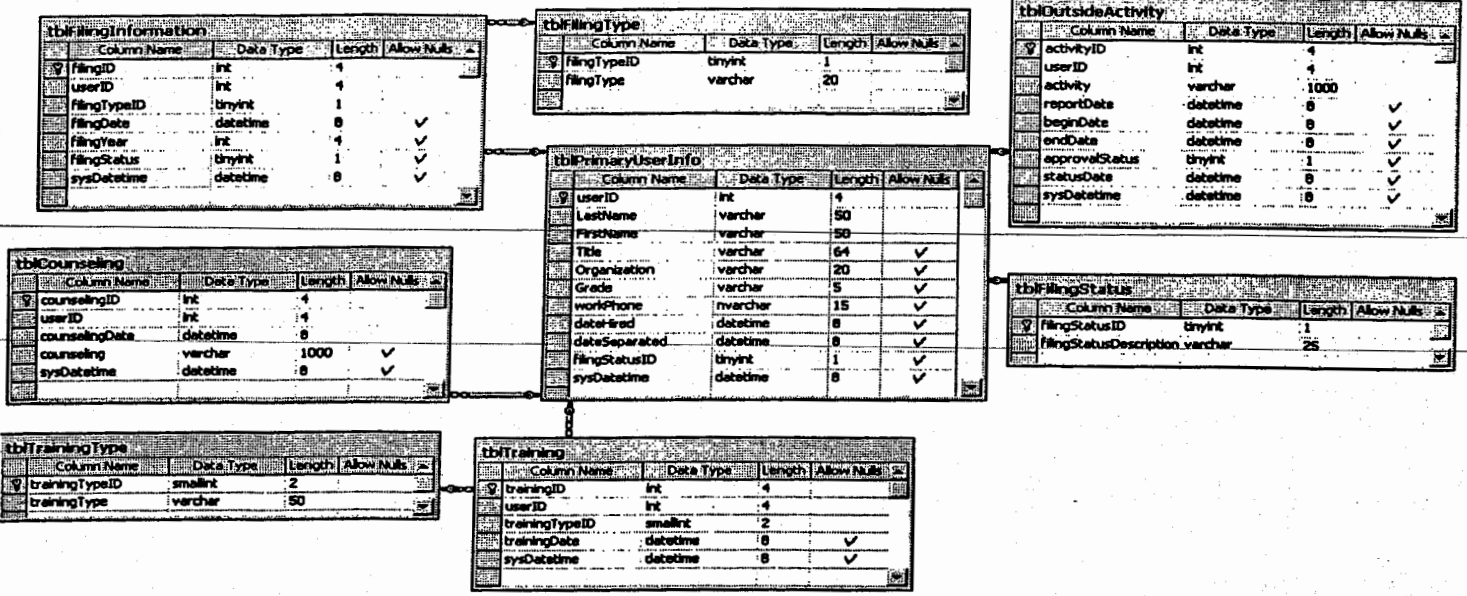 tblFilingInformation
Column Name Data Type Length Allow Nulls
filingID int 4
userID int 4
filingTypeID tinyint 1
filingDate datetime 8 ✓
filingYear int 4 ✓
filingStatus tinyint 1 ✓
sysDatetime datetime 8 ✓
tblFilingType
Column Name Data Type Length Allow Nulls
filingTypeID tinyint 1
filingType varchar 20
tblOutsideActivity
Column Name Data Type Length Allow Nulls
activityID int 4
userID int 4
activity varchar 1000
reportDate datetime 8 ✓
beginDate datetime 8 ✓
endDate datetime 8 ✓
approvalStatus tinyint 1 ✓
statusDate datetime 8 ✓
sysDatetime datetime 8 ✓
tblPrimaryUserInfo
Column Name Data Type Length Allow Nulls
userID int 4
LastName varchar 50
FirstName varchar 50
Title varchar 64 ✓
Organization varchar 20 ✓
Grade varchar 5 ✓
workPhone nvarchar 15 ✓
dateHired datetime 8 ✓
dateSeparated datetime 8 ✓
filingStatusID tinyint 1 ✓
sysDatetime datetime 8 ✓
tblCounseling
Column Name Data Type Length Allow Nulls
counselingID int 4
userID int 4
counselingDate datetime 8
counseling varchar 1000 ✓
sysDatetime datetime 8 ✓
tblFilingStatus
Column Name Data Type Length Allow Nulls
filingStatusID tinyint 1
filingStatusDescription varchar 25
tblTrainingType
Column Name Data Type Length Allow Nulls
trainingTypeID smallint 2
trainingType varchar 50
tblTraining
Column Name Data Type Length Allow Nulls
trainingID int 4
userID int 4
trainingTypeID smallint 2
trainingDate datetime 8 ✓
sysDatetime datetime 8 ✓